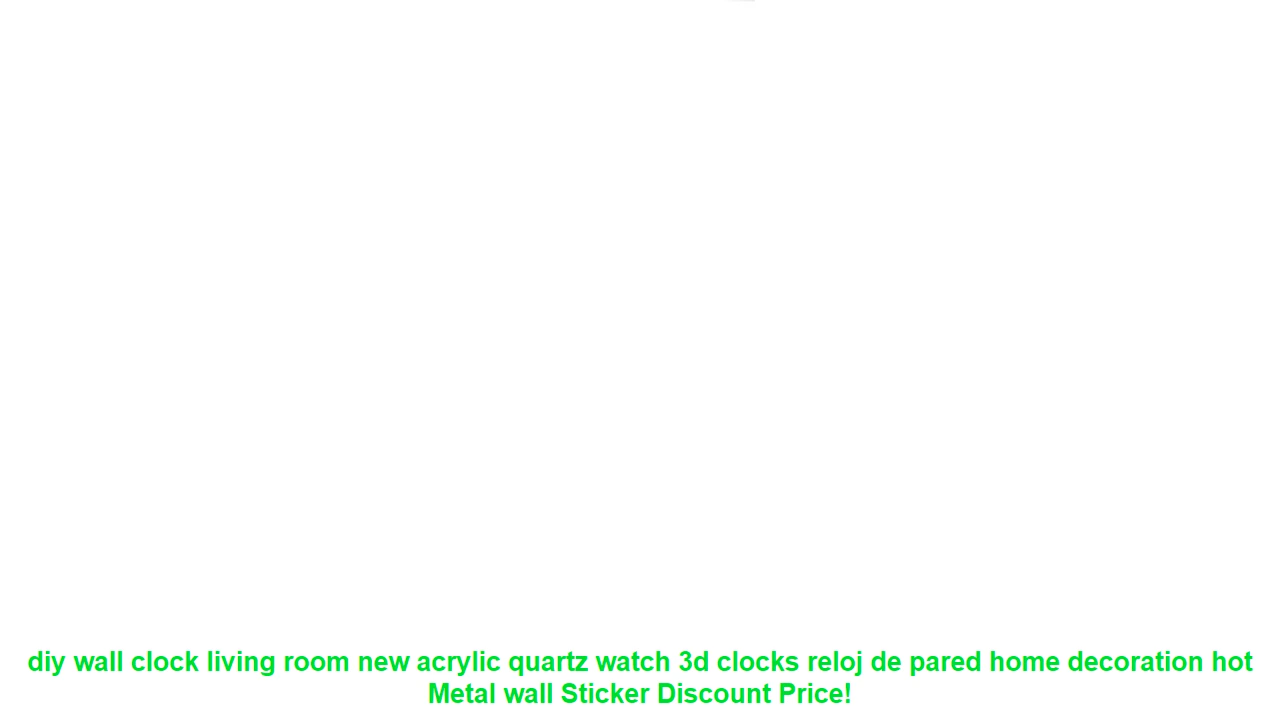 diy wall clock living room new acrylic quartz watch 3d clocks reloj de pared home decoration hot
Metal wall Sticker Discount Price!